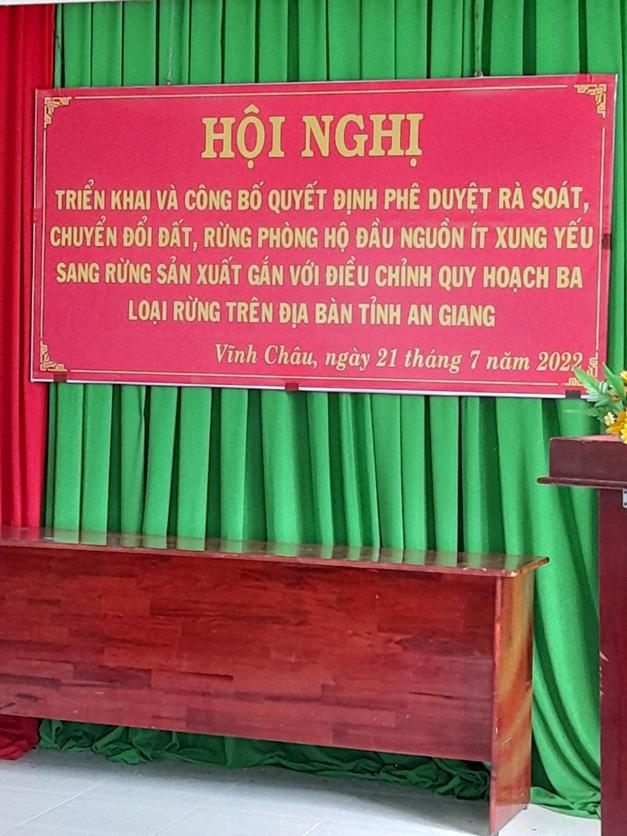 HỘI NGHỊ
TRIỂN KHAI VÀ CÔNG BỐ QUYẾT ĐỊNH PHÊ DUYỆT RÀ SOÁT,
CHUYỂN ĐỔI ĐẤT, RỪNG PHÒNG HỘ ĐẦU NGUỒN ÍT XUNG YẾU
SANG RỪNG SẢN XUẤT GẮN VỚI ĐIỀU CHỈNH QUY HOẠCH BA
LOẠI RỪNG TRÊN ĐỊA BÀN TỈNH AN GIANG
Vĩnh Châu, ngày 21 tháng 7 năm 2022